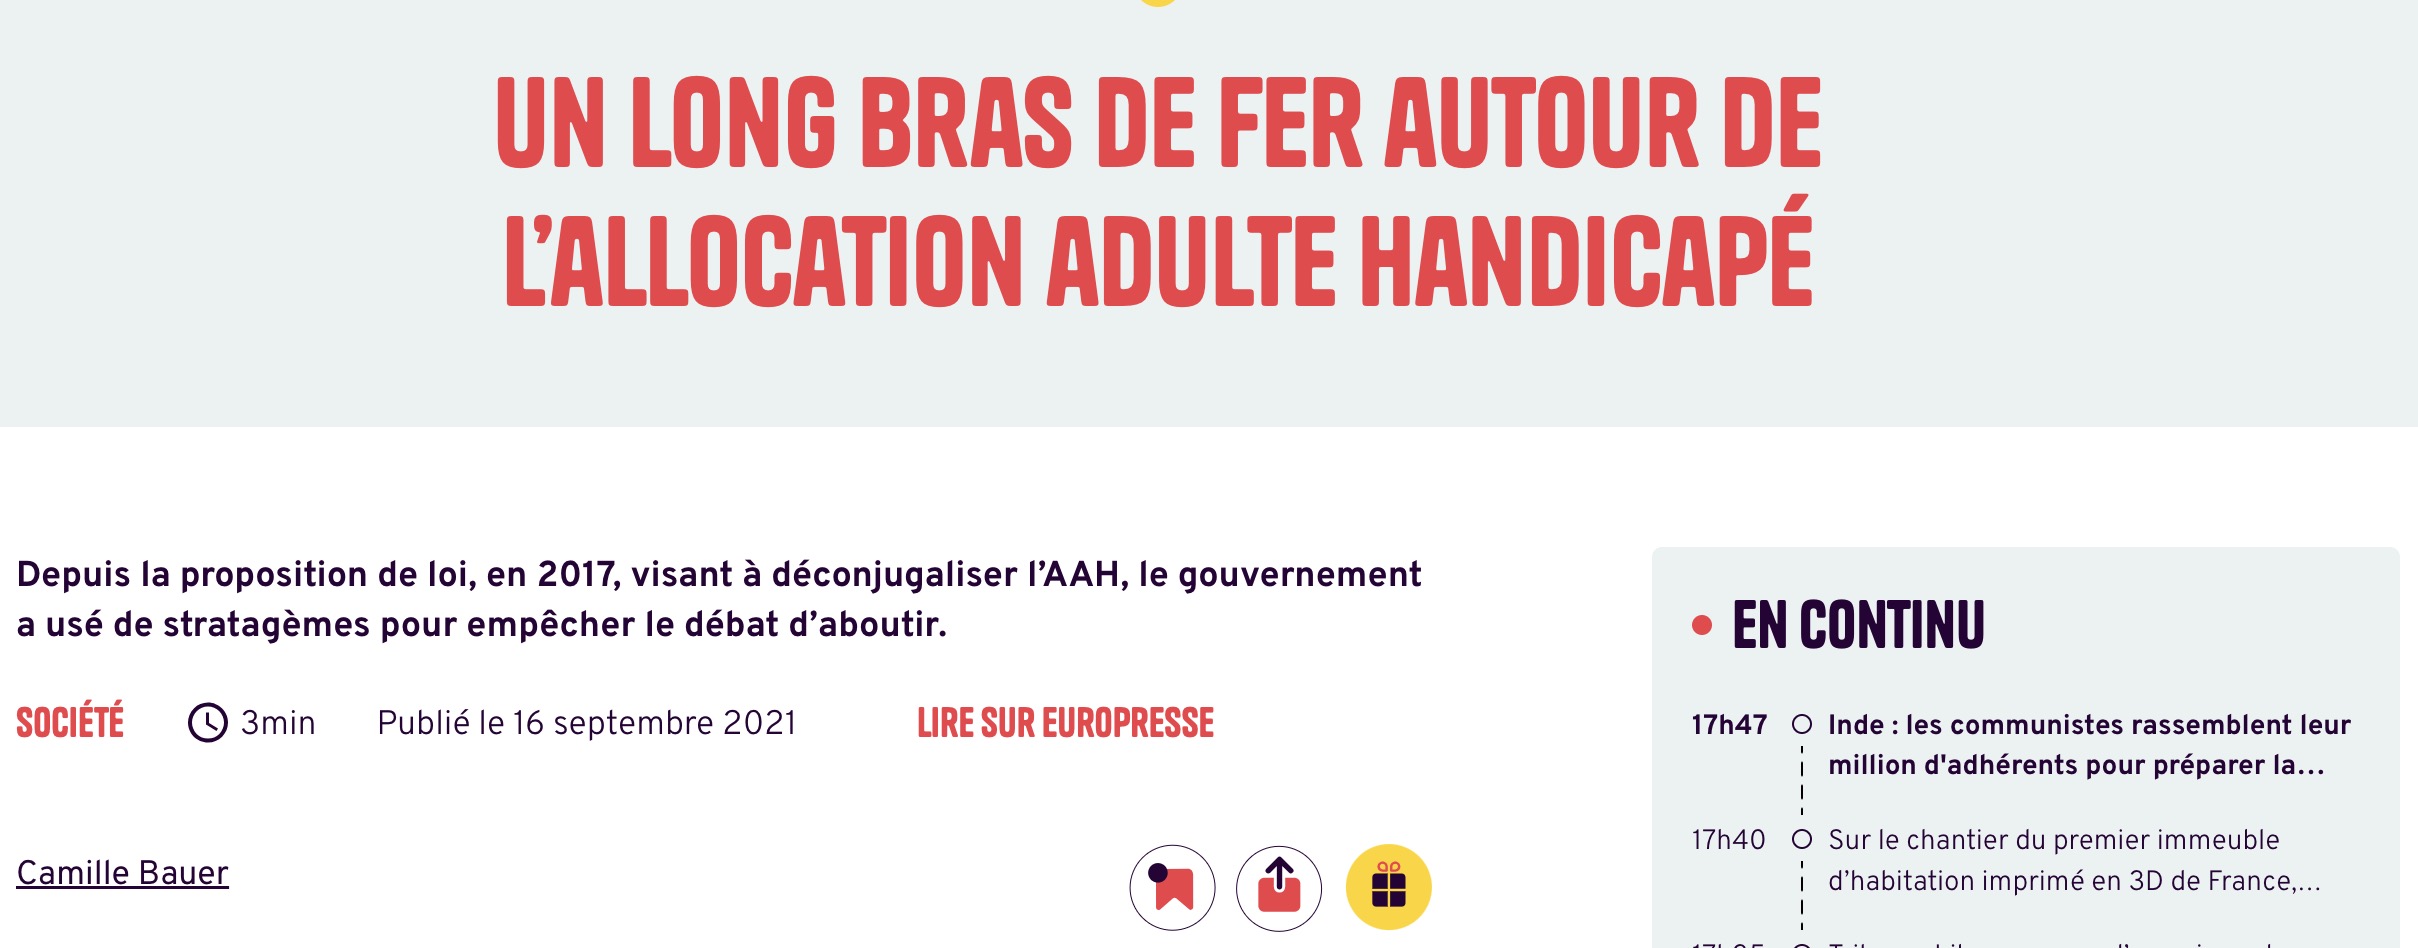 UN LONG BRAS DE FER AUTOUR DE
L’ALLOCATION ADULTE HANDICAPÉ
Depuis la proposition de loi, en 2017, visant à déconjugaliser l’AAH, le gouvernement
a usé de stratagèmes pour empêcher le débat d’aboutir.
SOCIÉTÉ 3min Publié le 16 septembre 2021 LIRE SUR EUROPRESSE
Camille Bauer
EN CONTINU
17h47 Inde : les communistes rassemblent leur
million d'adhérents pour préparer la…
17h40 Sur le chantier du premier immeuble
d’habitation imprimé en 3D de France,…